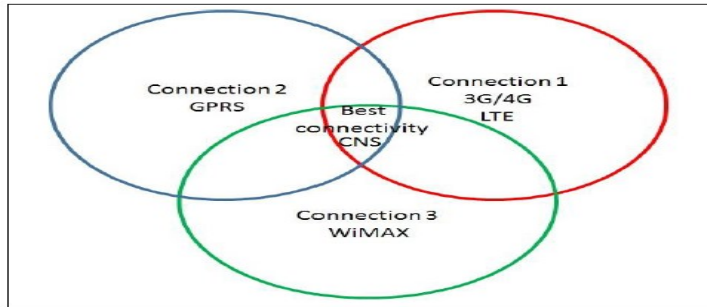 Connection 2
GPRS
Connection 1
3G/4G
LTE
Best
connectivity
CNS
Connection 3
WiMAX